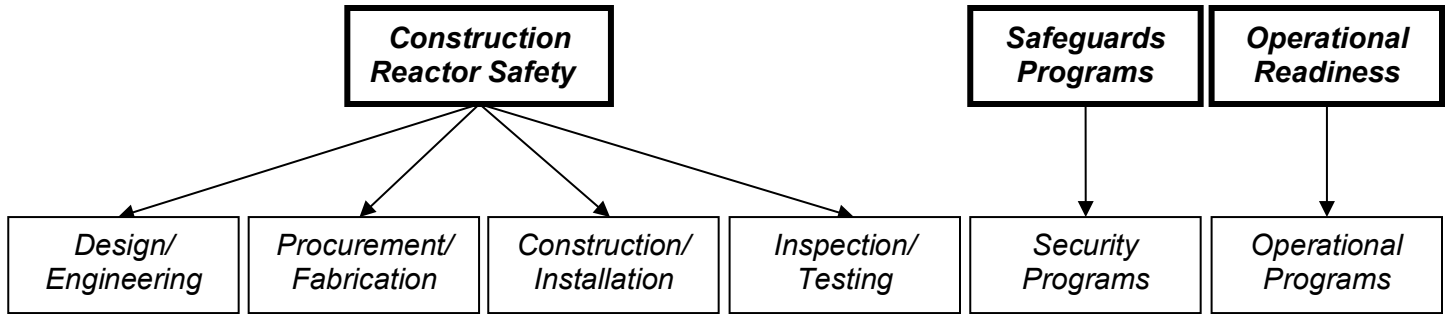 Construction
Reactor Safety
Safeguards
Programs
Operational
Readiness
Design/
Engineering
Procurement/
Fabrication
Construction/
Installation
Inspection/
Testing
Security
Programs
Operational
Programs